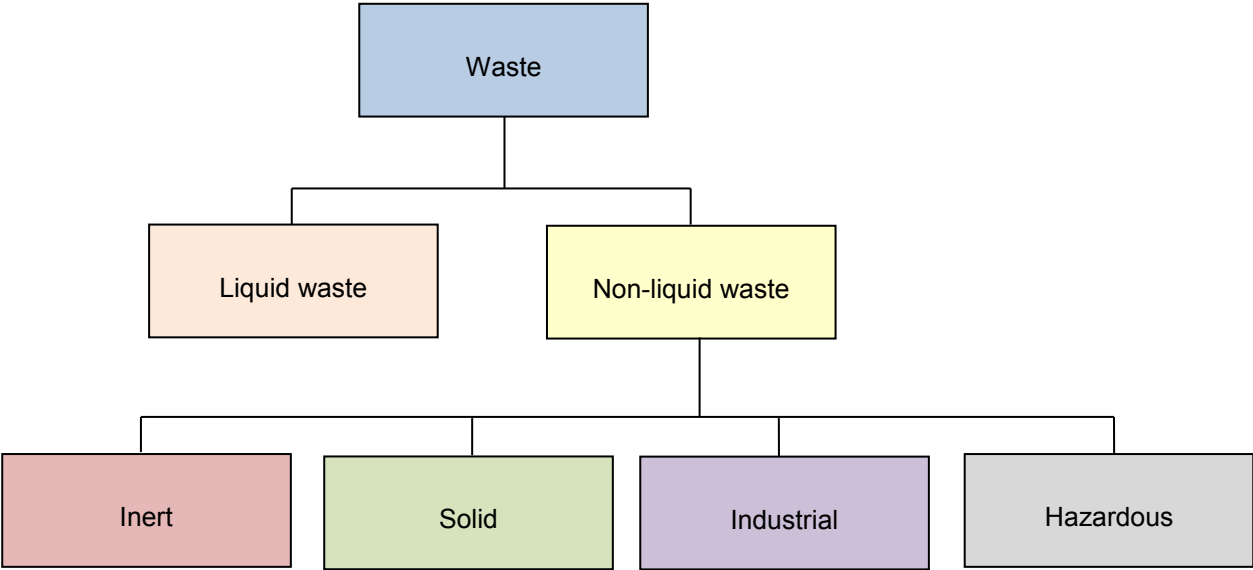 Waste
Liquid waste
Non-liquid waste
Inert
Solid
Industrial
Hazardous